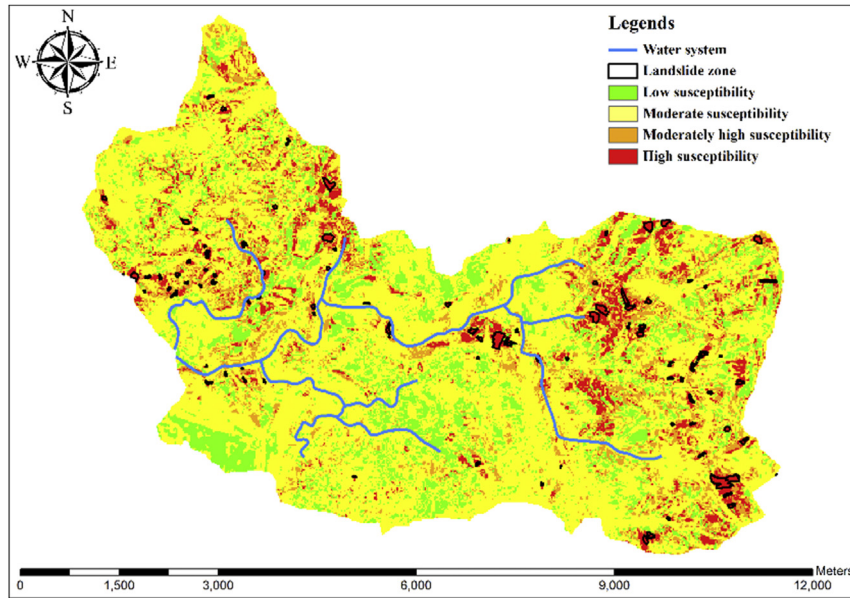 N
W E
S
Legends
Water system
Landslide zone
Low susceptibility
Moderate susceptibility
Moderately high susceptibility
High susceptibility
Meters
0 1,500 3,000 6,000 9,000 12,000